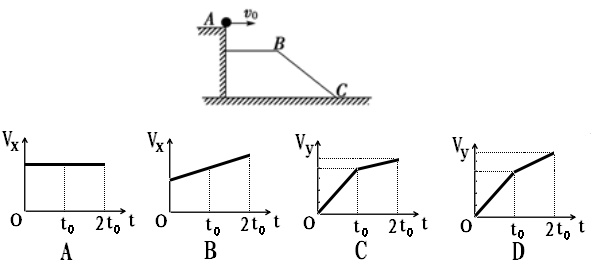 A v₀
B
C
Vx Vx Vy Vy
O t₀ 2t₀ t O t₀ 2t₀ t O t₀ 2t₀ t O t₀ 2t₀ t
A B C D